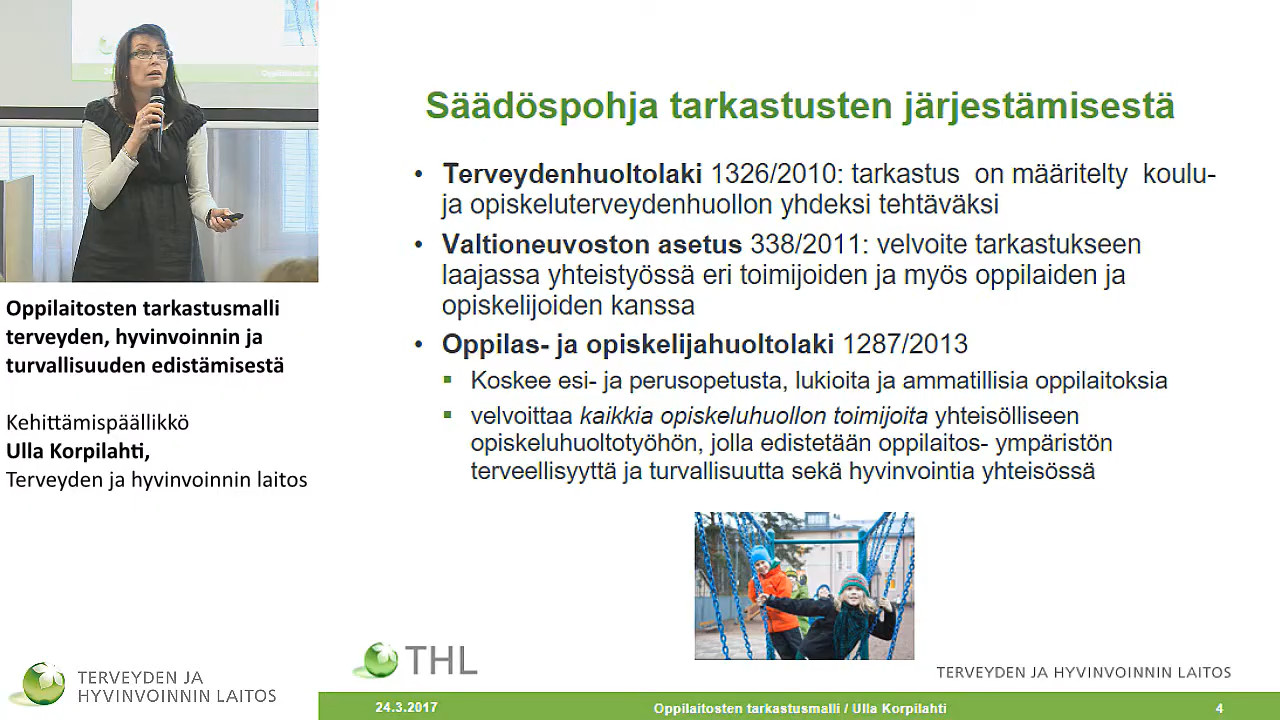 Oppilaitosten tarkastusmalli
terveyden, hyvinvoinnin ja
turvallisuuden edistämisestä
Kehittämispäällikkö
Ulla Korpilahti,
Terveyden ja hyvinvoinnin laitos
TERVEYDEN JA
HYVINVOINNIN LAITOS
Säädöspohja tarkastusten järjestämisestä
• Terveydenhuoltolaki 1326/2010: tarkastus on määritelty koulu-
ja opiskeluterveydenhuollon yhdeksi tehtäväksi
• Valtioneuvoston asetus 338/2011: velvoite tarkastukseen
laajassa yhteistyössä eri toimijoiden ja myös oppilaiden ja
opiskelijoiden kanssa
• Oppilas- ja opiskelijahuoltolaki 1287/2013
▪ Koskee esi- ja perusopetusta, lukioita ja ammatillisia oppilaitoksia
▪ velvoittaa kaikkia opiskeluhuollon toimijoita yhteisölliseen
opiskeluhuoltotyöhön, jolla edistetään oppilaitos- ympäristön
terveellisyyttä ja turvallisuutta sekä hyvinvointia yhteisössä
THL
TERVEYDEN JA HYVINVOINNIN LAITOS
24.3.2017
Oppilaitosten tarkastusmalli / Ulla Korpilahti
4